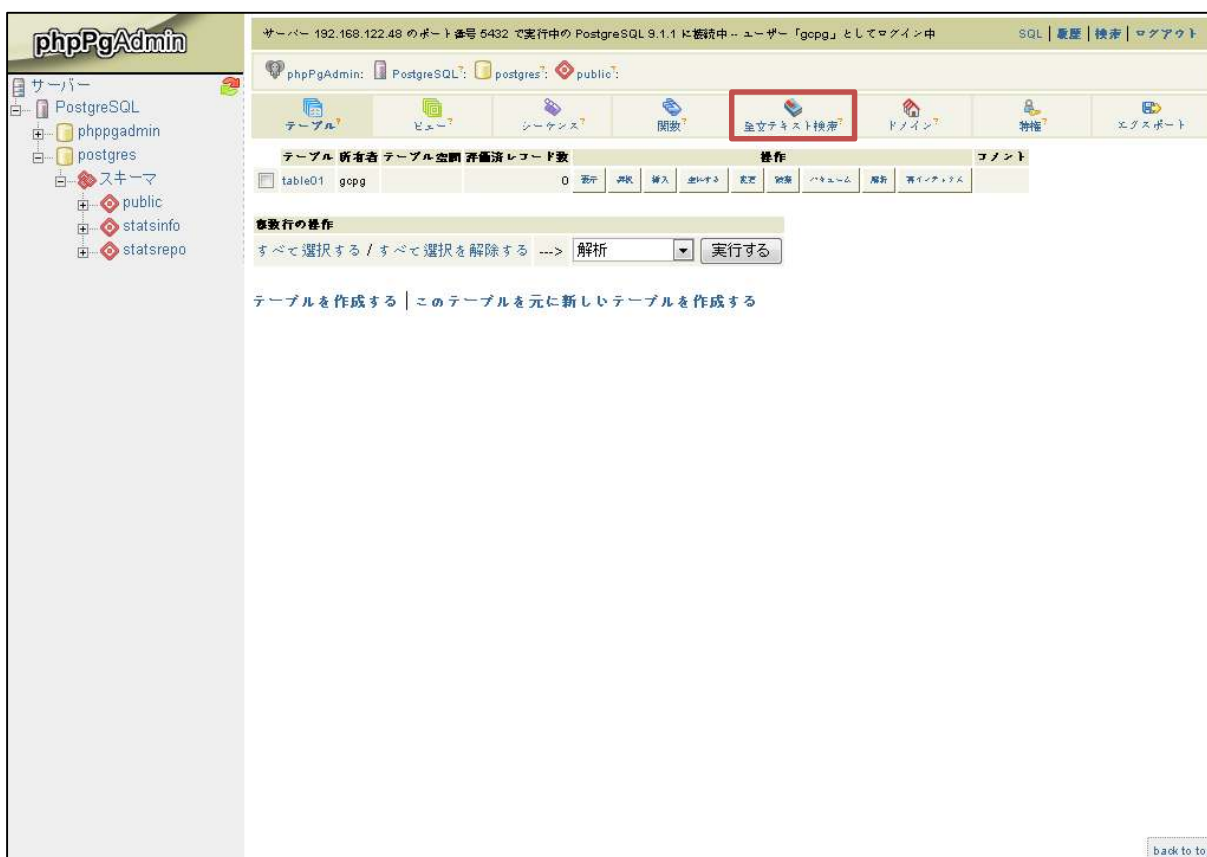 phpPgAdmin
サーバー 192.168.122.48 のポート番号 5432 で実行中の PostgreSQL 9.1.1 に接続中 -- ユーザー「gcpg」としてログイン中
SQL | 履歴 | 検索 | ログアウト
phpPgAdmin: PostgreSQL?: postgres?: public?:
サーバー
PostgreSQL
phppgadmin
postgres
スキーマ
public
statsinfo
statsrepo
テーブル? ビュー? シーケンス? 関数? 全文テキスト検索? ドメイン? 特権? エクスポート
テーブル 所有者 テーブル空間 評価済レコード数 操作 コメント
table01 gcpg 0 表示 選択 挿入 空にする 変更 破棄 バキューム 解析 再インデックス
複数行の操作
すべて選択する / すべて選択を解除する ---> 解析 実行する
テーブルを作成する | このテーブルを元に新しいテーブルを作成する
back to to